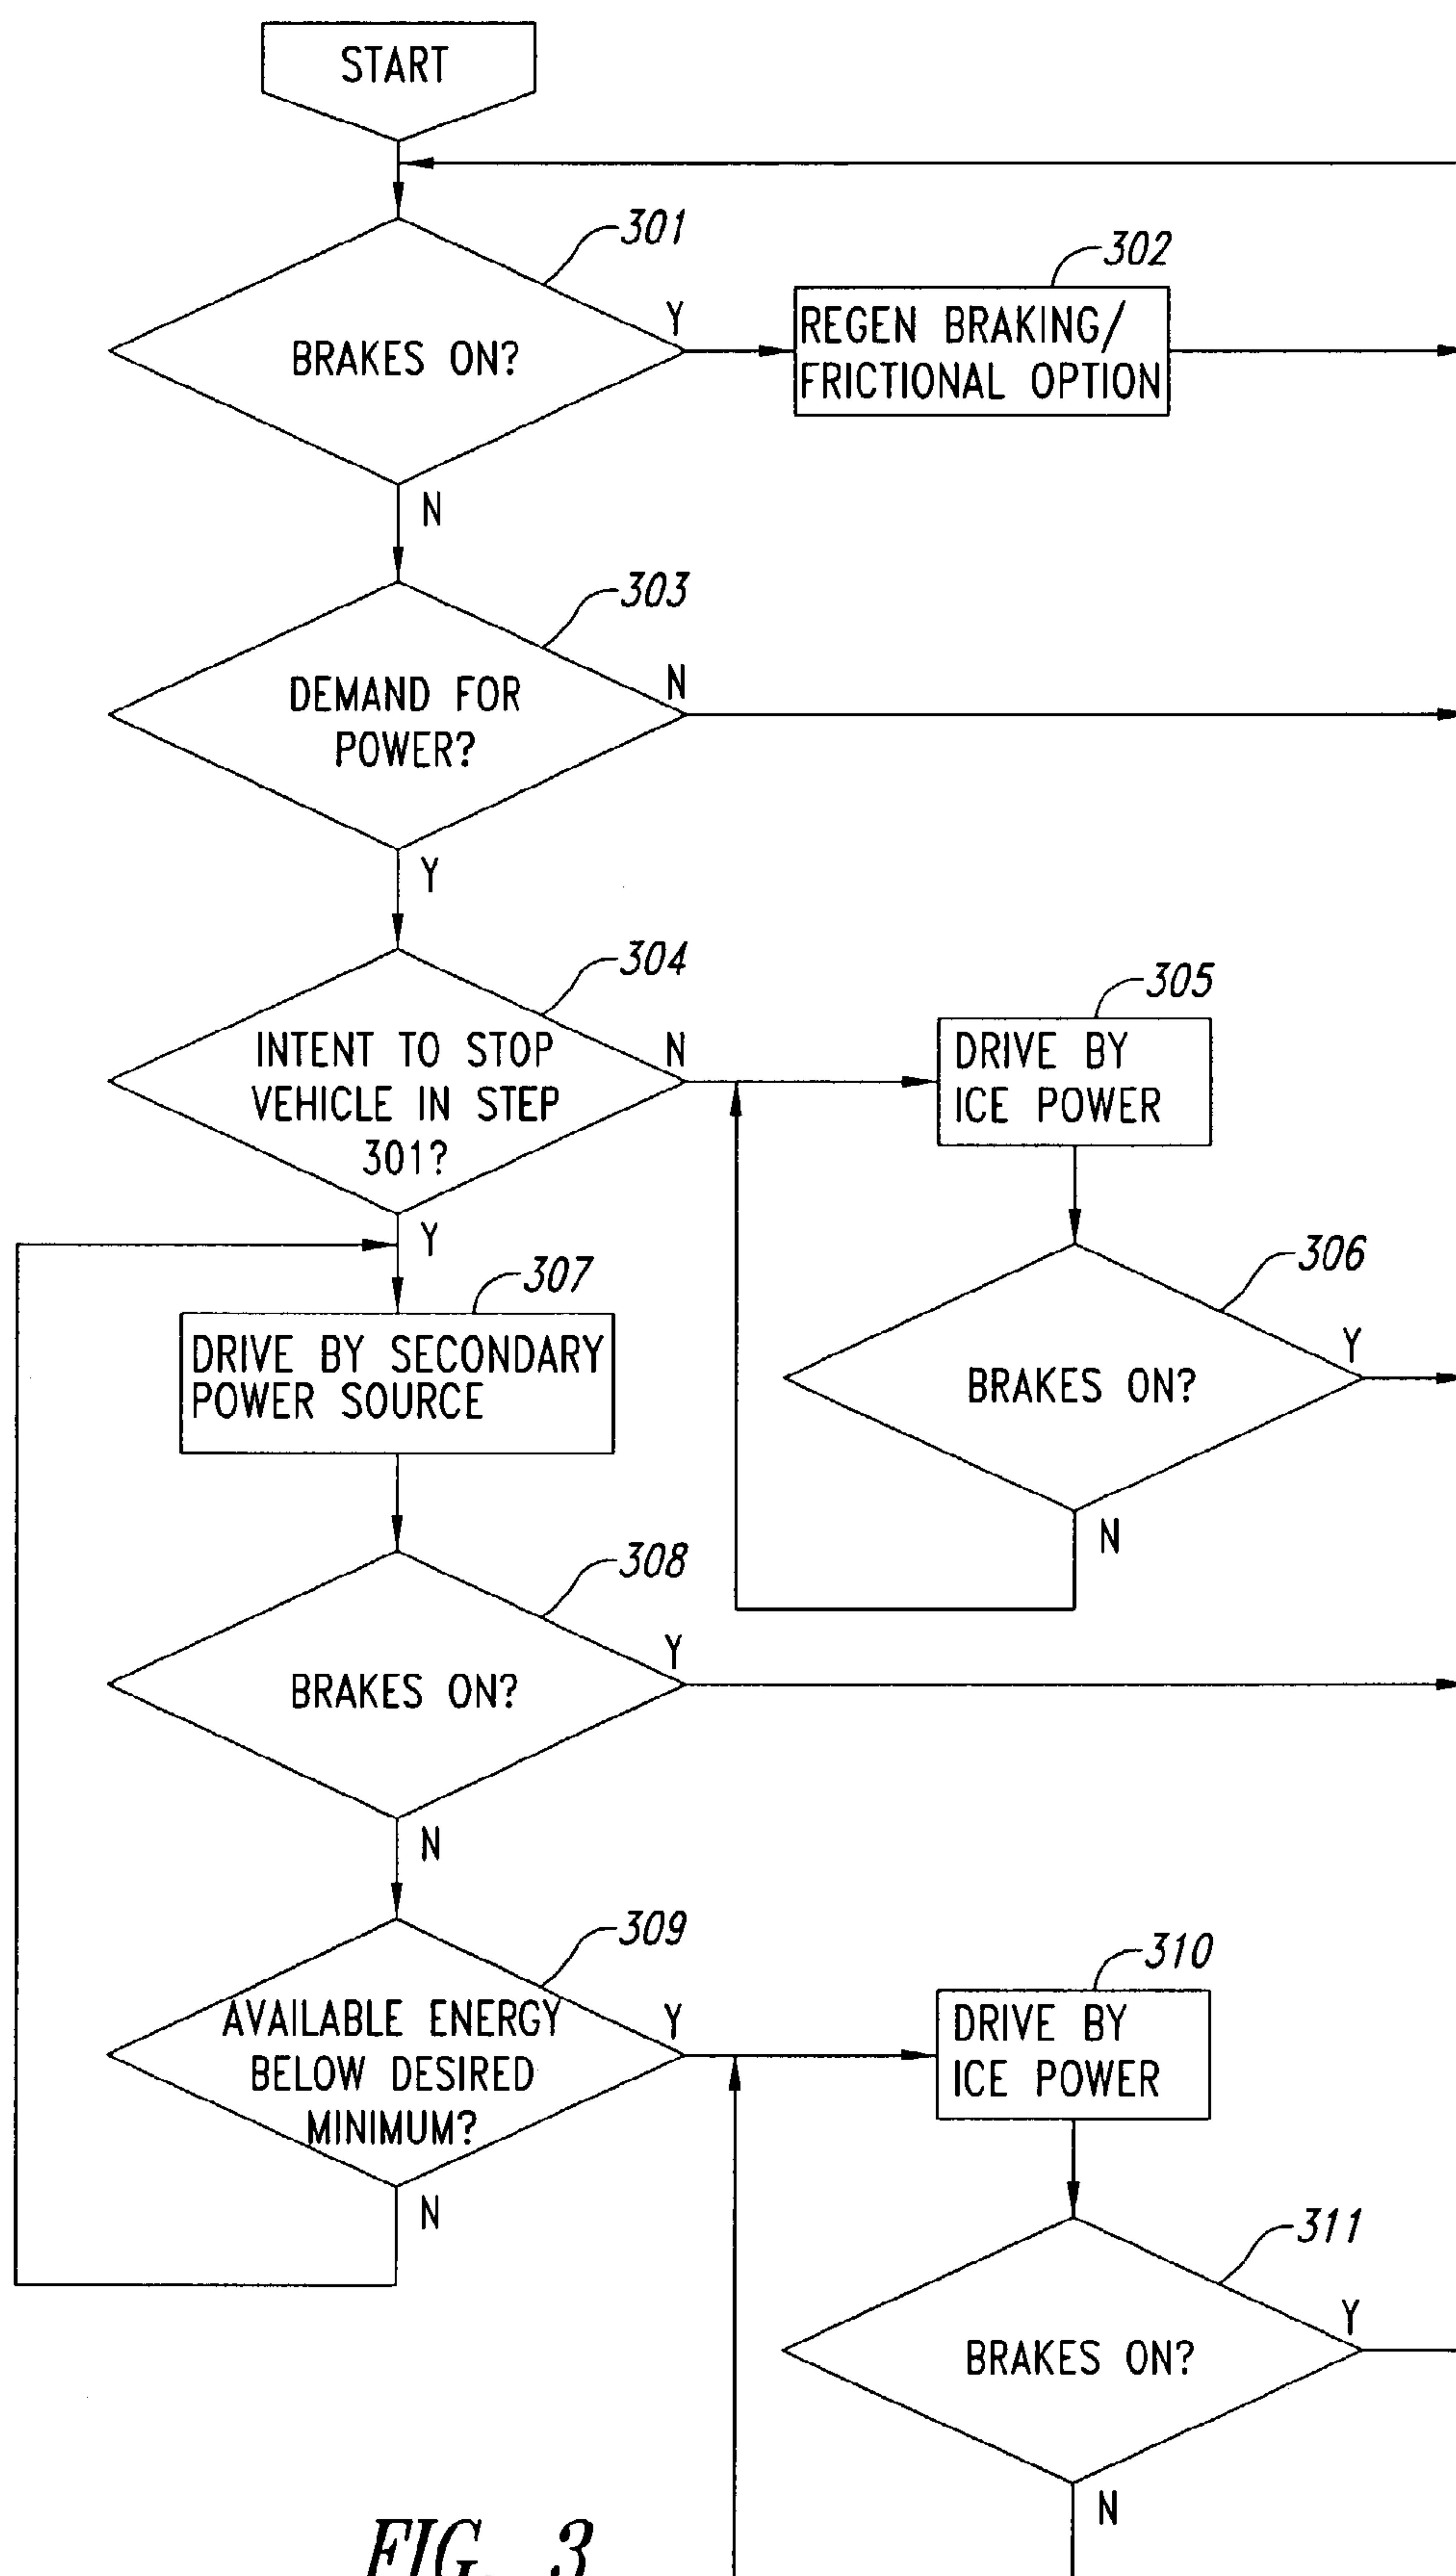 START
301
Y
302
REGEN BRAKING/
FRICTIONAL OPTION
BRAKES ON?
N
303
N
DEMAND FOR
POWER?
Y
304
N
INTENT TO STOP
VEHICLE IN STEP
301?
Y
305
DRIVE BY
ICE POWER
306
Y
BRAKES ON?
N
307
DRIVE BY SECONDARY
POWER SOURCE
308
Y
BRAKES ON?
N
309
Y
AVAILABLE ENERGY
BELOW DESIRED
MINIMUM?
N
310
DRIVE BY
ICE POWER
311
Y
BRAKES ON?
N
FIG. 3